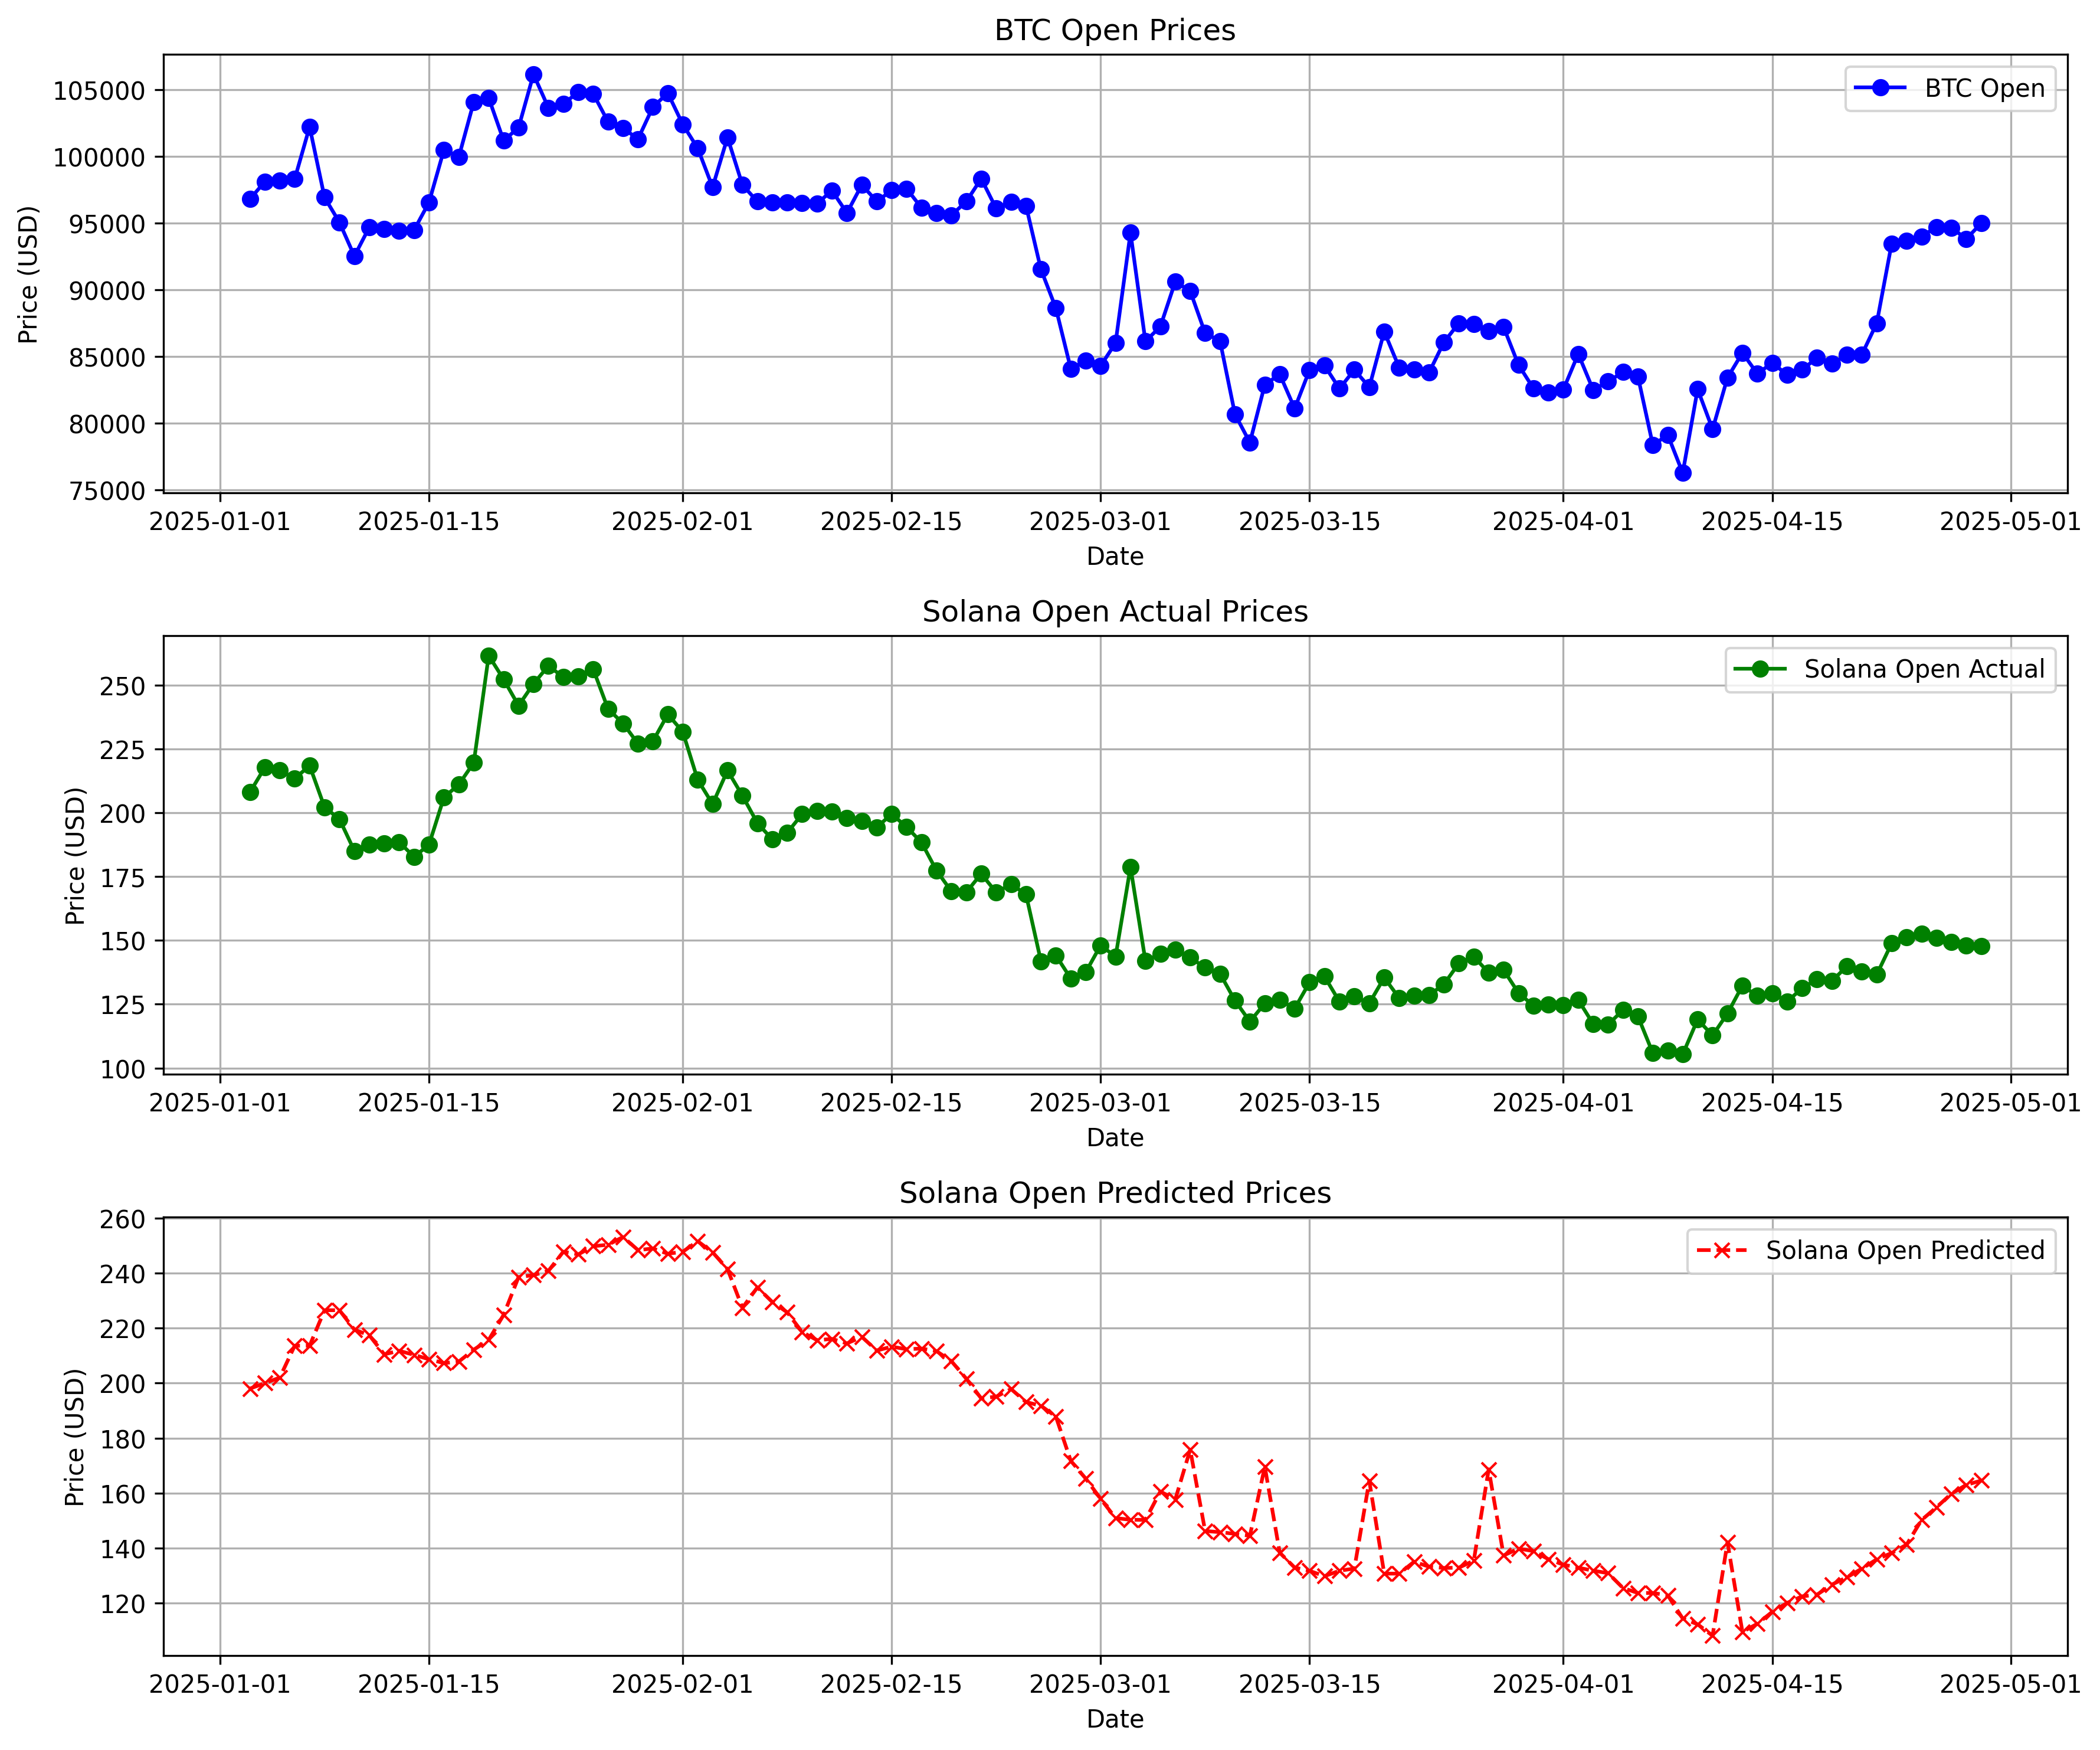 BTC Open Prices
BTC Open
105000
100000
95000
90000
85000
80000
75000
Price (USD)
2025-01-01 2025-01-15 2025-02-01 2025-02-15 2025-03-01 2025-03-15 2025-04-01 2025-04-15 2025-05-01
Date
Solana Open Actual Prices
Solana Open Actual
250
225
200
175
150
125
100
Price (USD)
2025-01-01 2025-01-15 2025-02-01 2025-02-15 2025-03-01 2025-03-15 2025-04-01 2025-04-15 2025-05-01
Date
Solana Open Predicted Prices
Solana Open Predicted
260
240
220
200
180
160
140
120
Price (USD)
2025-01-01 2025-01-15 2025-02-01 2025-02-15 2025-03-01 2025-03-15 2025-04-01 2025-04-15 2025-05-01
Date